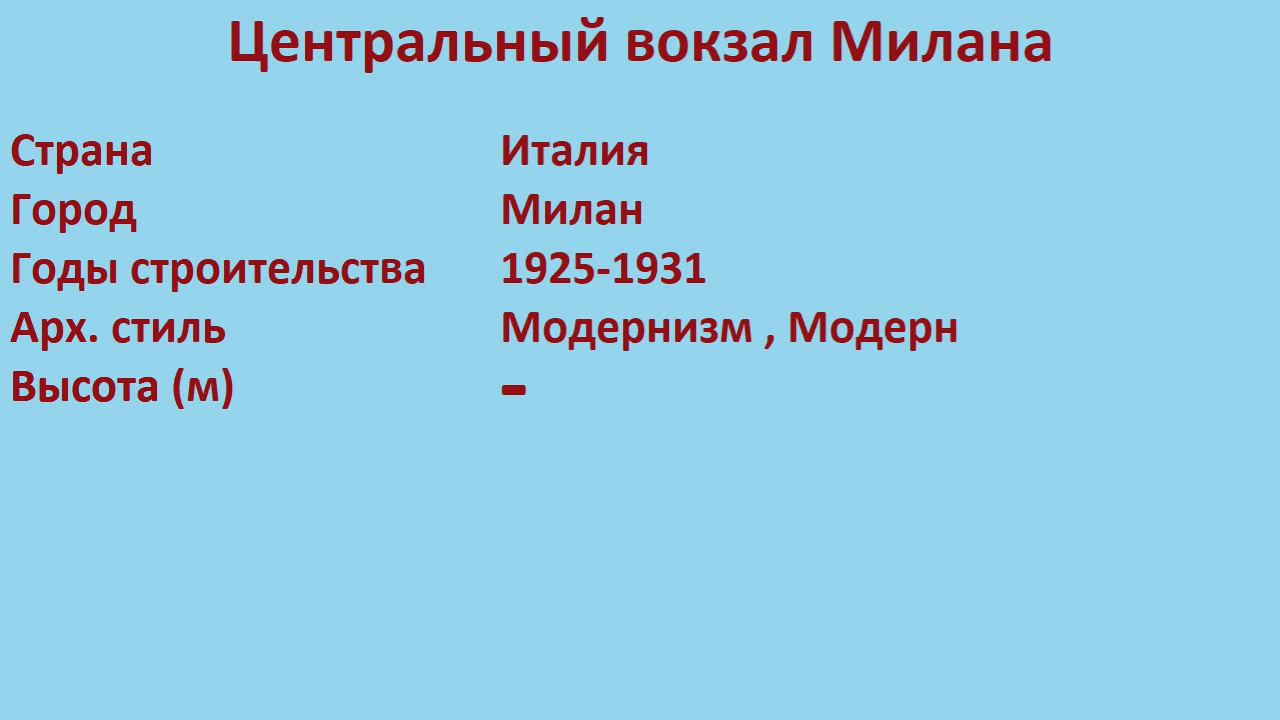 Центральный вокзал Милана
Страна Италия
Город Милан
Годы строительства 1925-1931
Арх. стиль Модернизм , Модерн
Высота (м) -